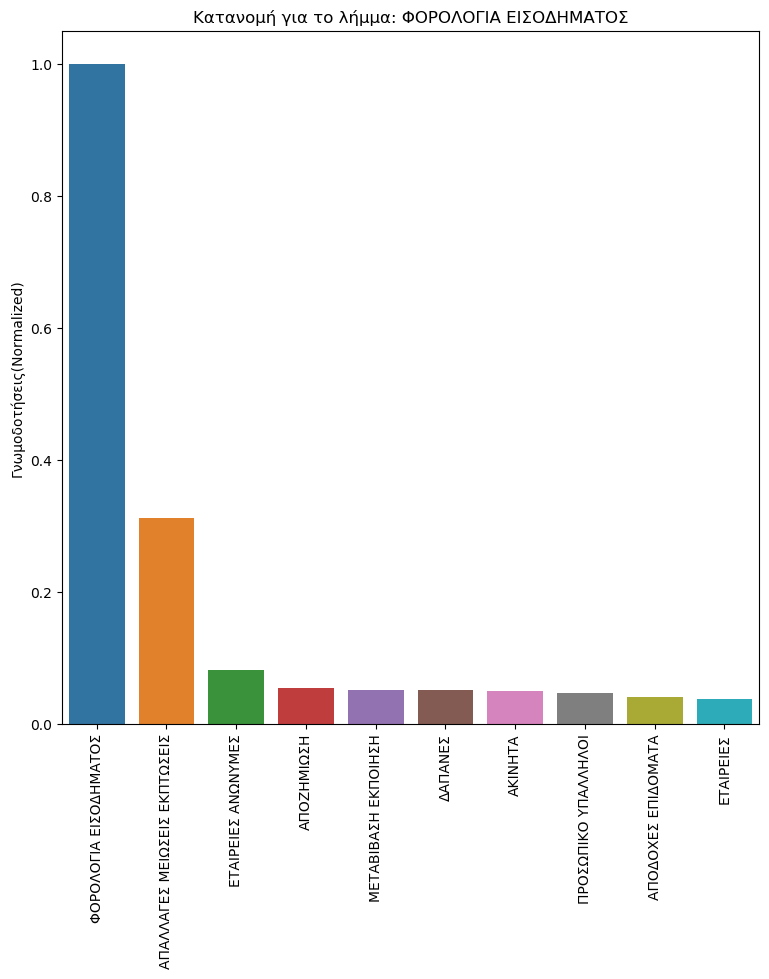 Κατανομή για το λήμμα: ΦΟΡΟΛΟΓΙΑ ΕΙΣΟΔΗΜΑΤΟΣ
Γνωμοδοτήσεις(Normalized)
1.0
0.8
0.6
0.4
0.2
0.0
ΦΟΡΟΛΟΓΙΑ ΕΙΣΟΔΗΜΑΤΟΣ
ΑΠΑΛΛΑΓΕΣ ΜΕΙΩΣΕΙΣ ΕΚΠΤΩΣΕΙΣ
ΕΤΑΙΡΕΙΕΣ ΑΝΩΝΥΜΕΣ
ΑΠΟΖΗΜΙΩΣΗ
ΜΕΤΑΒΙΒΑΣΗ ΕΚΠΟΙΗΣΗ
ΔΑΠΑΝΕΣ
ΑΚΙΝΗΤΑ
ΠΡΟΣΩΠΙΚΟ ΥΠΑΛΛΗΛΟΙ
ΑΠΟΔΟΧΕΣ ΕΠΙΔΟΜΑΤΑ
ΕΤΑΙΡΕΙΕΣ